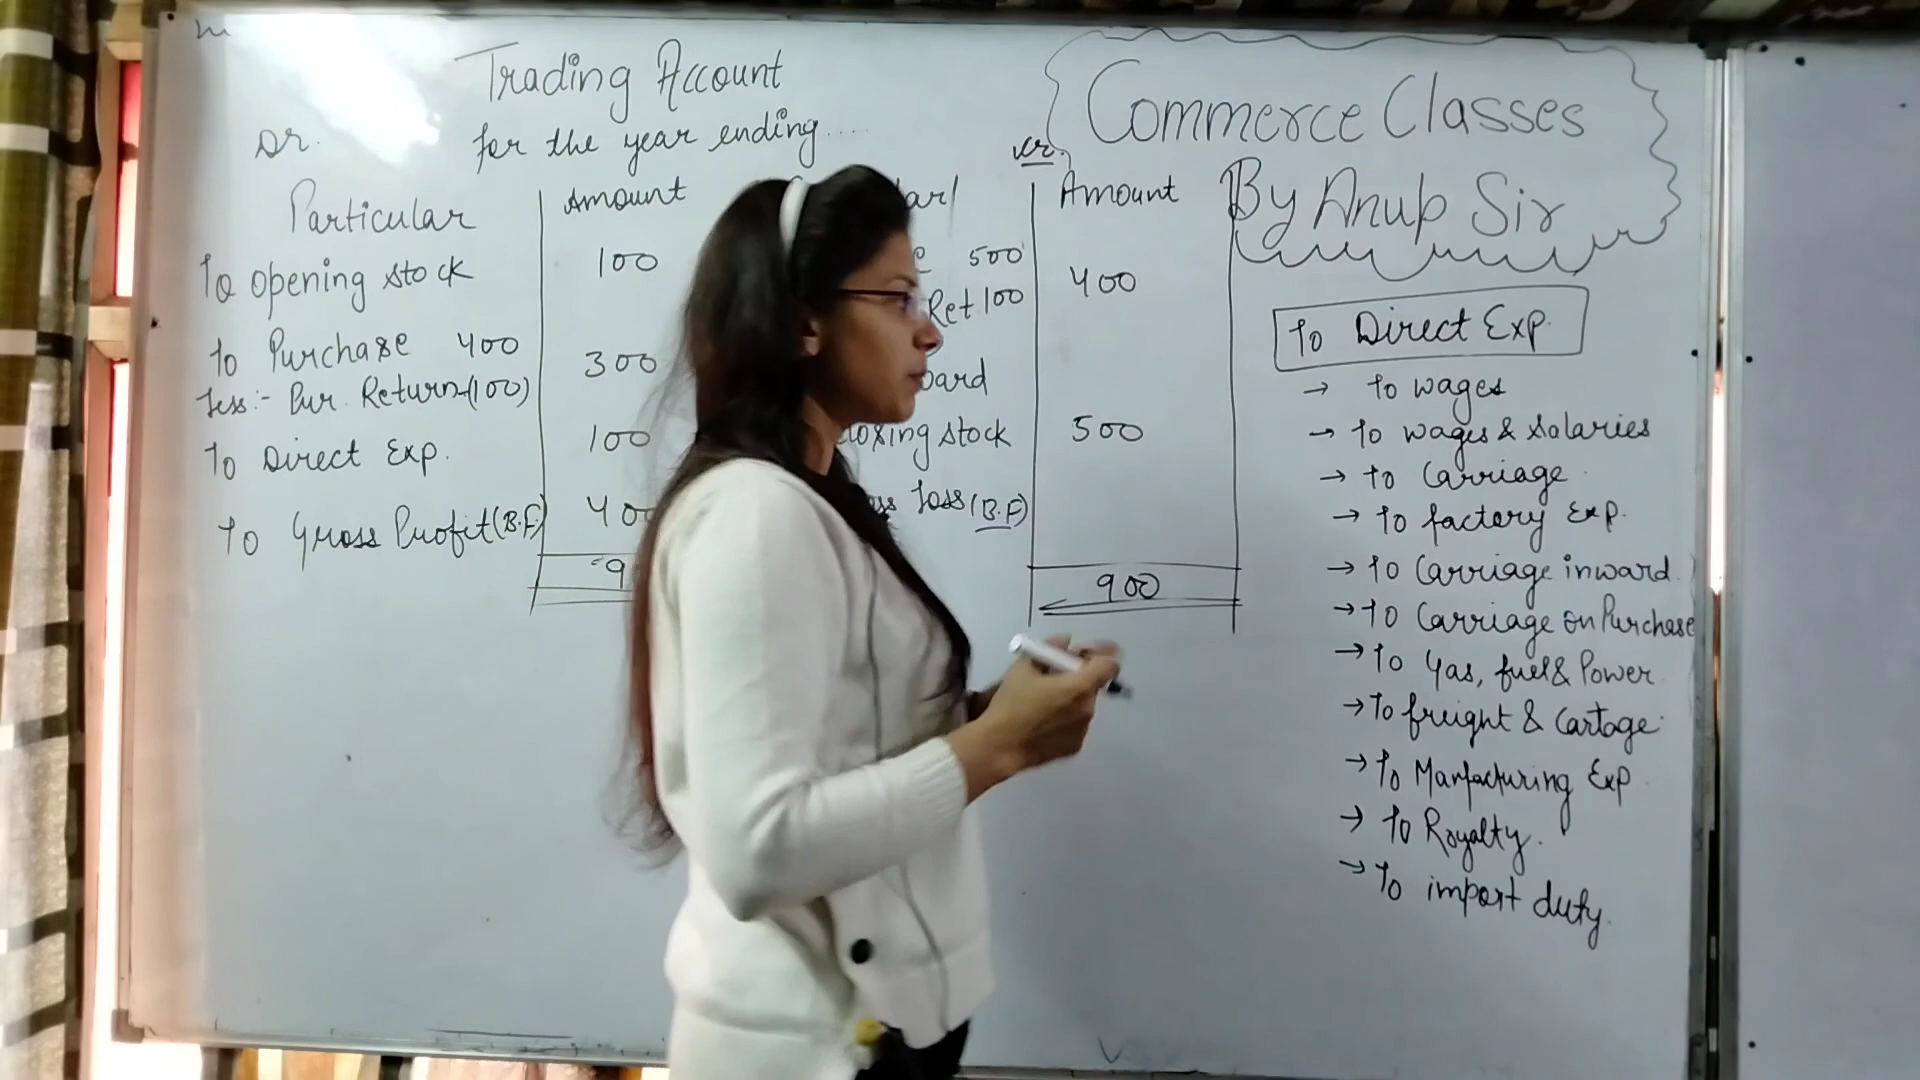 Trading Account
for the year ending....
Dr.
Cr.
Particular
Amount
Amount
To opening stock
100
500
400
Ret 100
To Purchase 400
300
Less:- Pur. Return-(100)
To Direct Exp.
100
closing stock
500
To Gross Profit (B.F)
400
Loss (B.F)
900
Commerce Classes
By Anup Sir
To Direct Exp.
→ To wages
→ To wages & Salaries
→ To Carriage
→ To factory Exp.
→ To Carriage inward
→ To Carriage on Purchase
→ To Gas, fuel & Power
→ To freight & Cartage
→ To Manfacturing Exp
→ To Royalty.
→ To import duty.